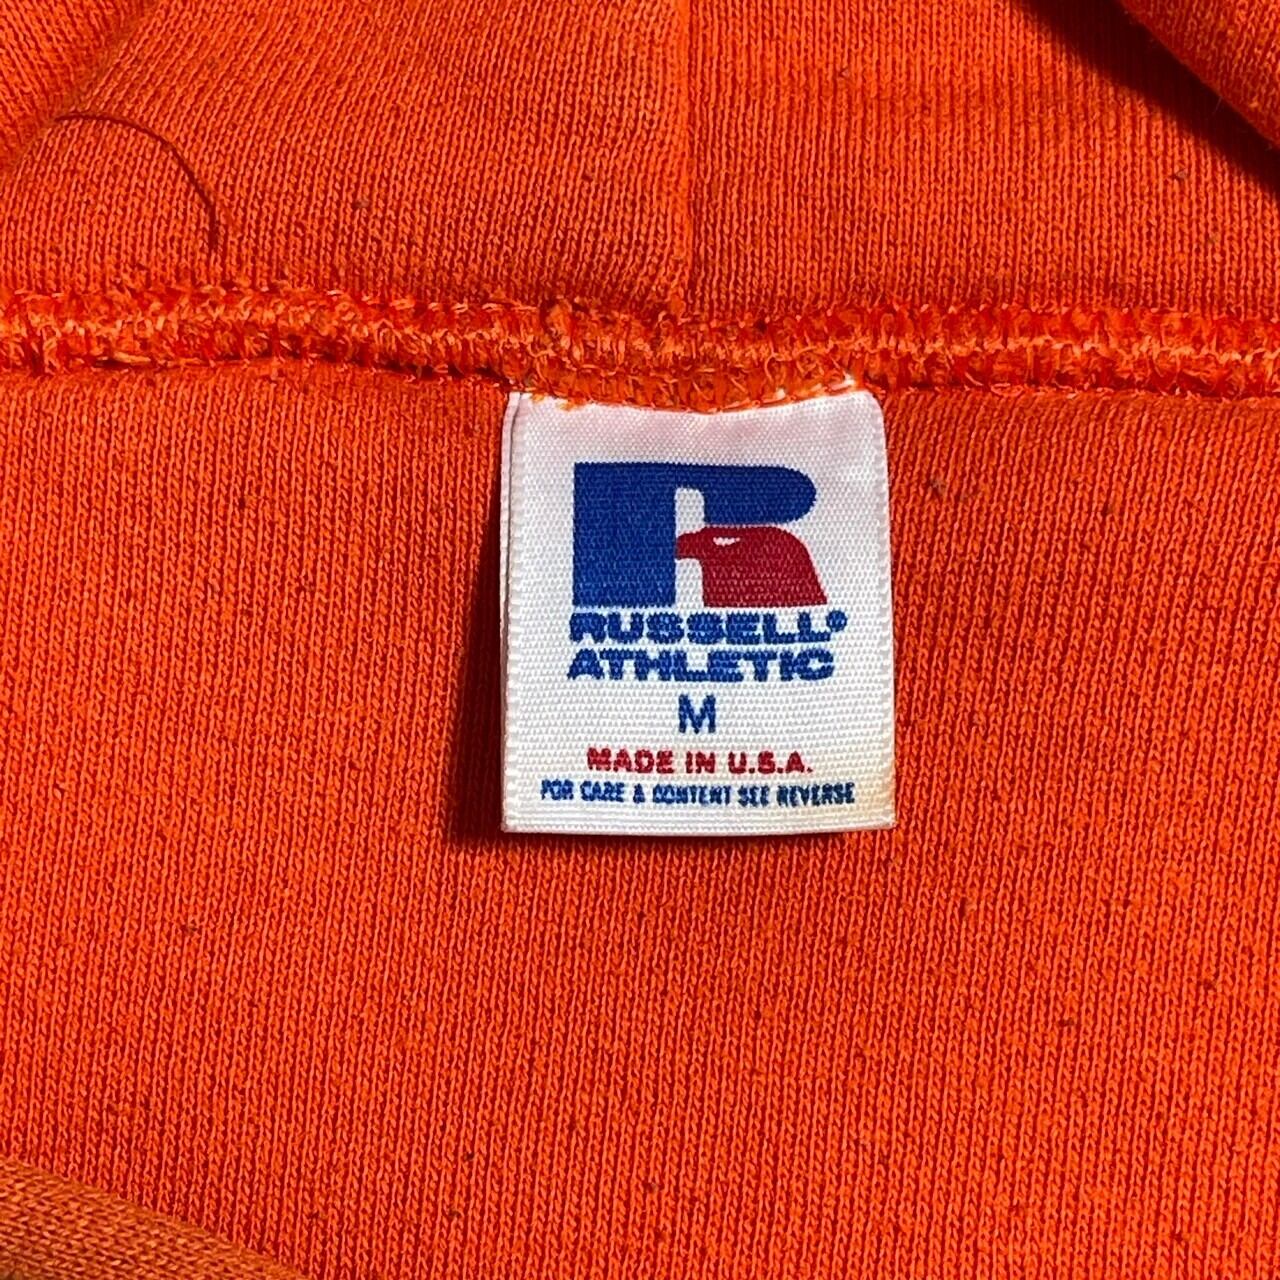 R
RUSSELL®
ATHLETIC
M
MADE IN U.S.A.
FOR CARE & CONTENT SEE REVERSE